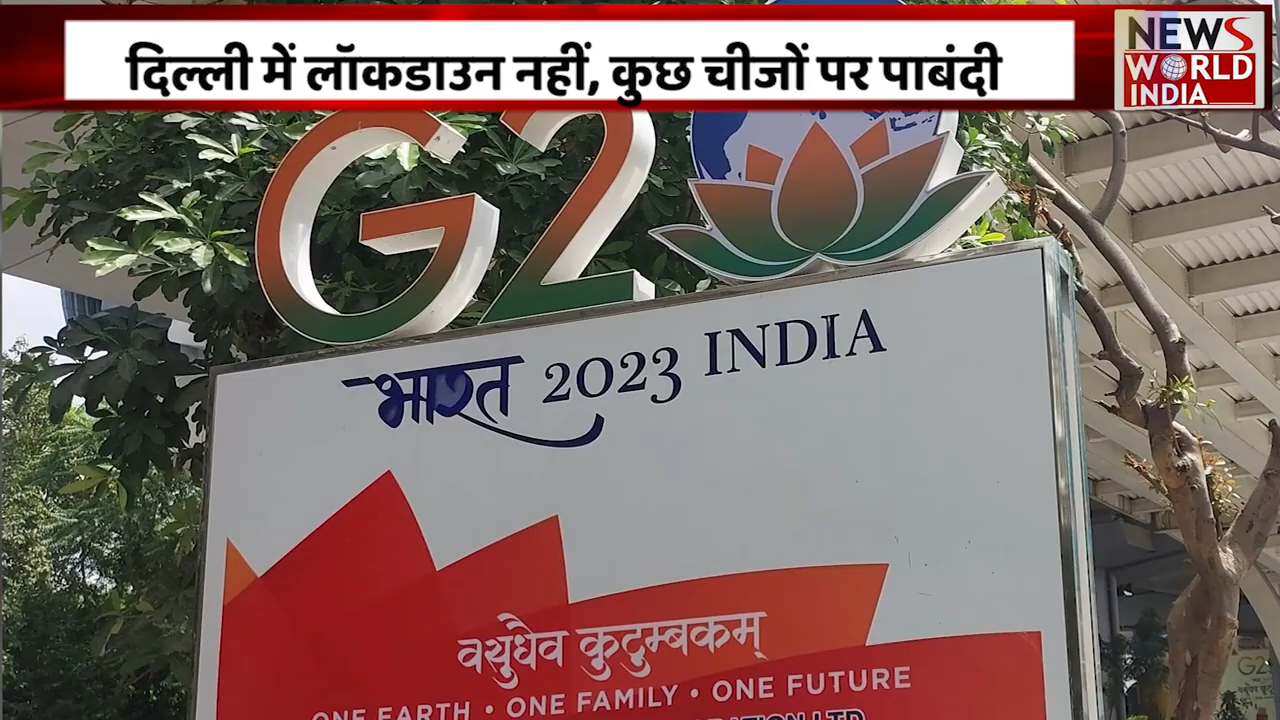 दिल्ली में लॉकडाउन नहीं, कुछ चीजों पर पाबंदी
NEWS
WORLD
INDIA
G20
भारत 2023 INDIA
वसुधैव कुटुम्बकम्
ONE EARTH • ONE FAMILY • ONE FUTURE